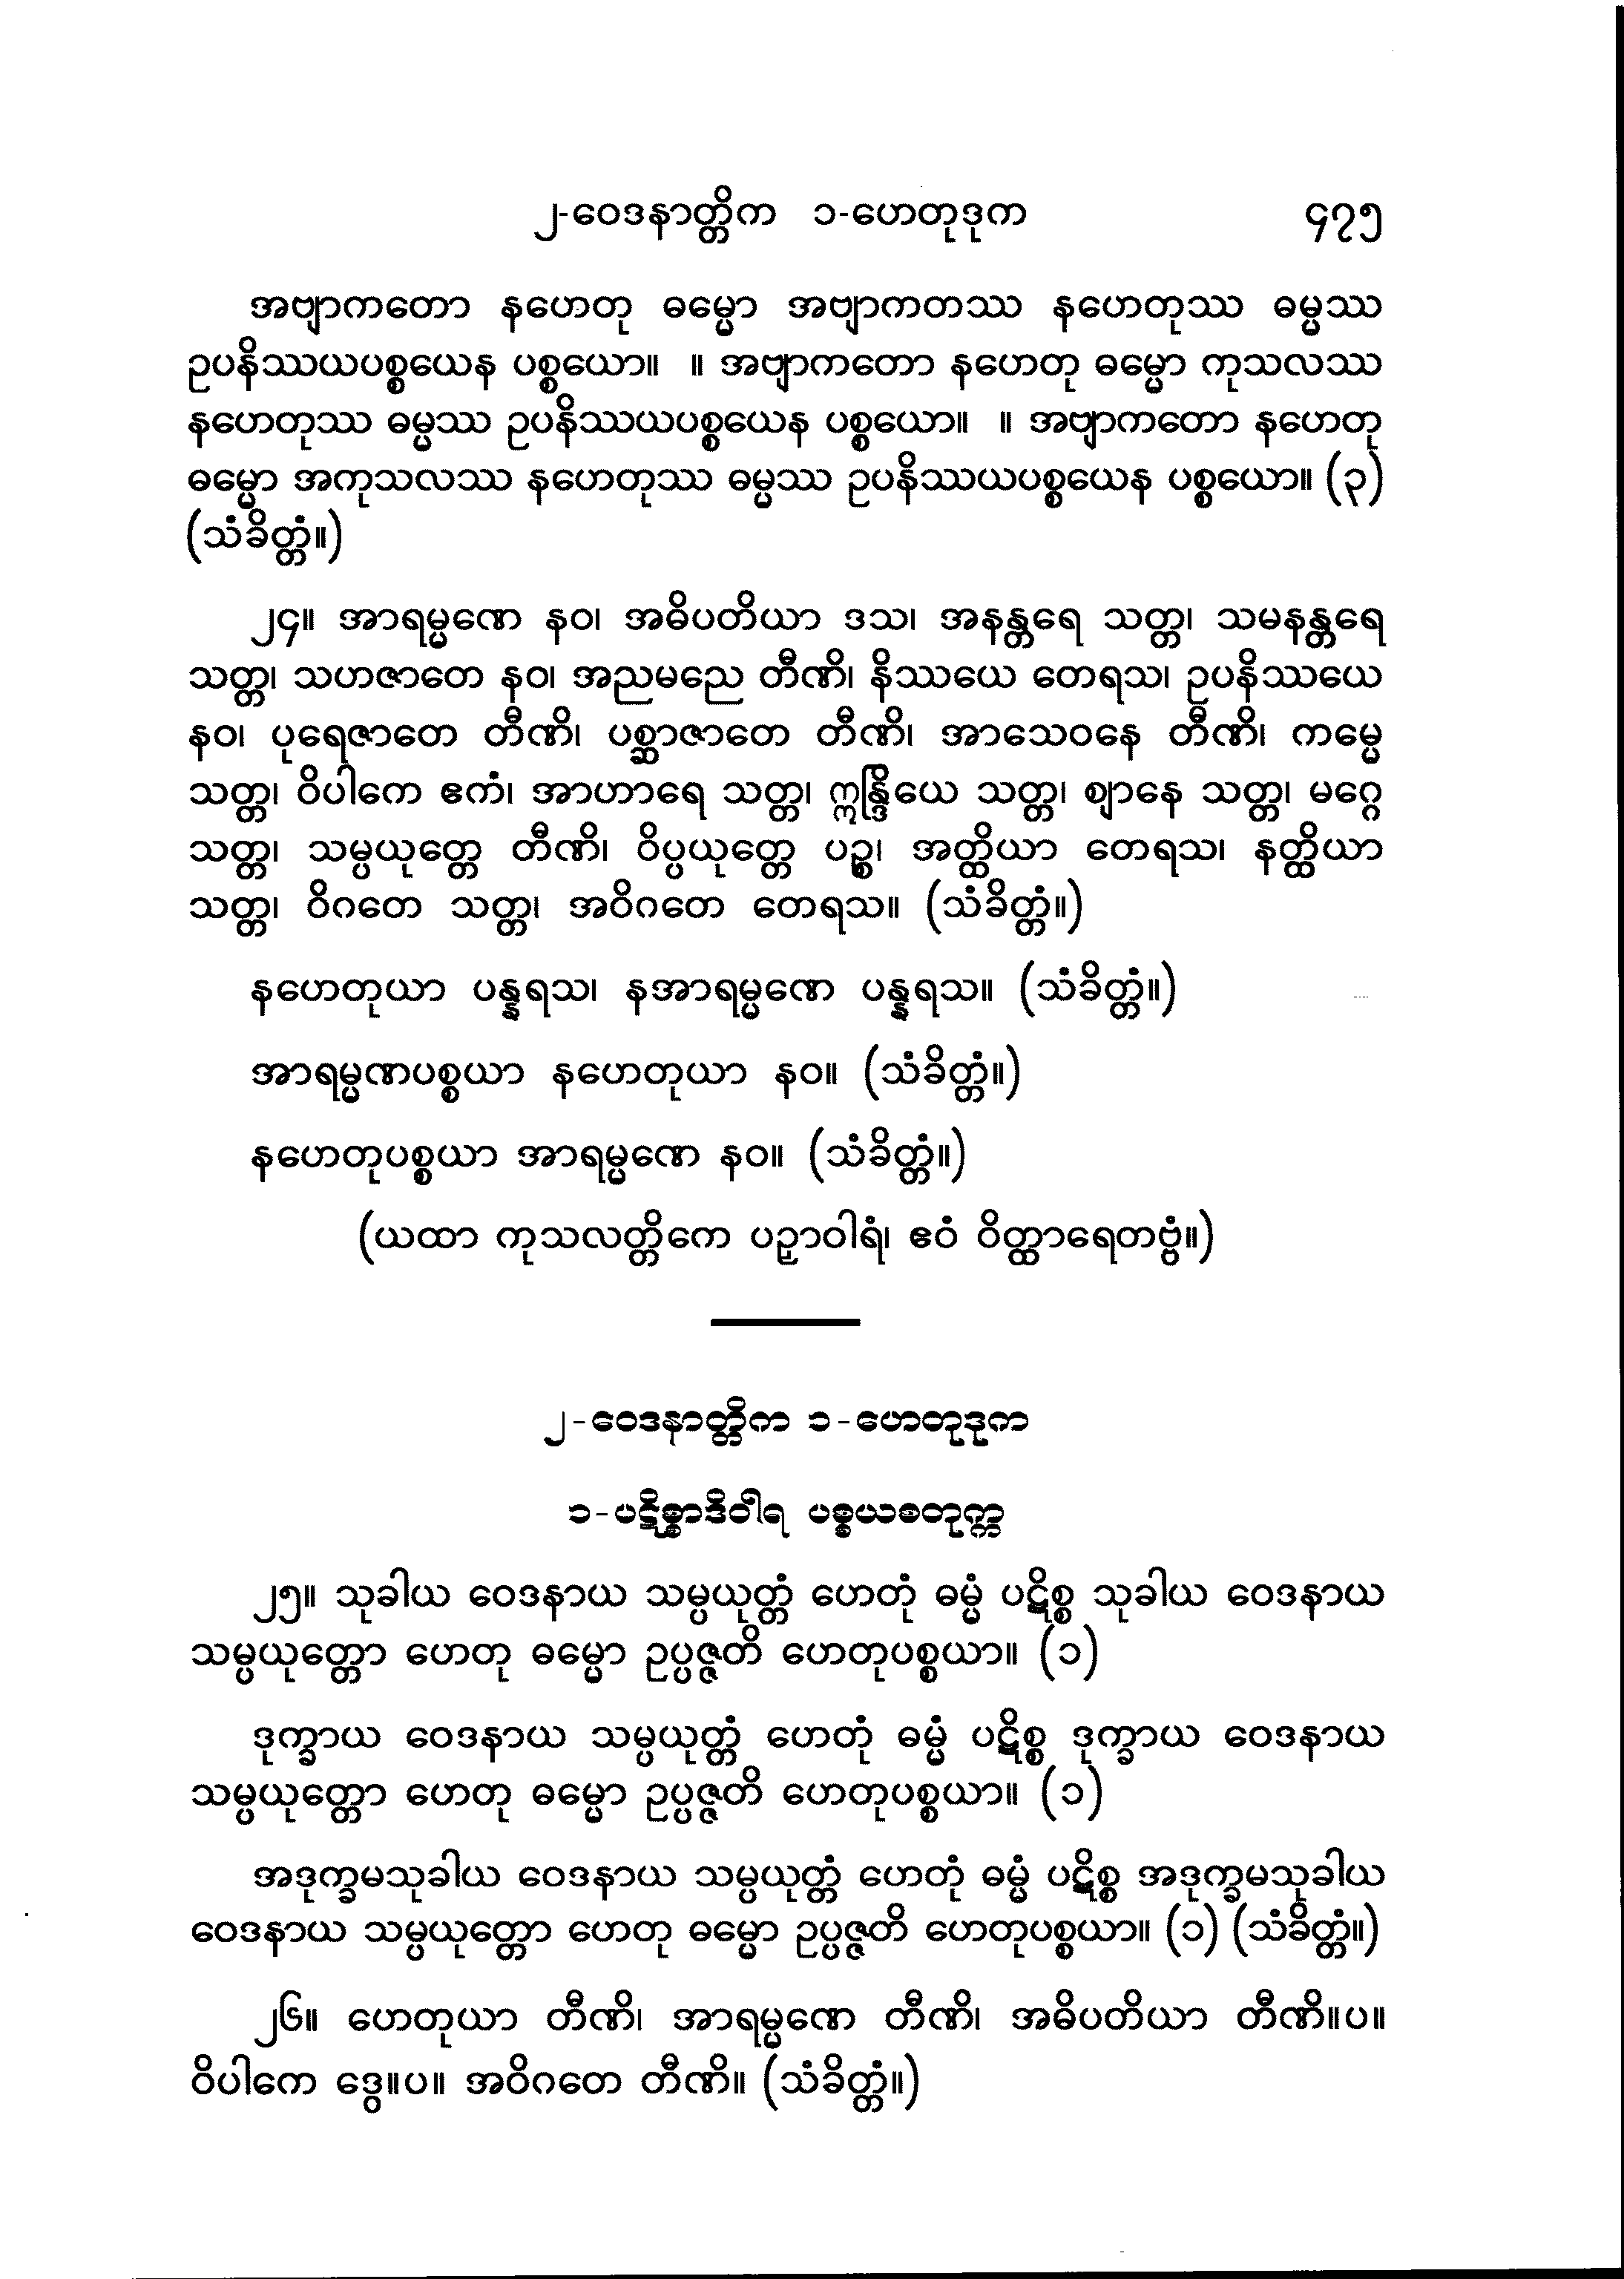 ၂-ဝေဒနာတ္တိက ၁-ဟေတုဒုက ၄၇၅
အဗျာကတော နဟေတု ဓမ္မော အဗျာကတဿ နဟေတုဿ ဓမ္မဿ
ဥပနိဿယပစ္စယေန ပစ္စယော။ ။ အဗျာကတော နဟေတု ဓမ္မော ကုသလဿ
နဟေတုဿ ဓမ္မဿ ဥပနိဿယပစ္စယေန ပစ္စယော။ ။ အဗျာကတော နဟေတု
ဓမ္မော အကုသလဿ နဟေတုဿ ဓမ္မဿ ဥပနိဿယပစ္စယေန ပစ္စယော။ (၃)
(သံခိတ္တံ။)
၂၄။ အာရမ္မဏေ နဝ၊ အဓိပတိယာ ဒသ၊ အနန္တရေ သတ္တ၊ သမနန္တရေ
သတ္တ၊ သဟဇာတေ နဝ၊ အညမညေ တီဏိ၊ နိဿယေ တေရသ၊ ဥပနိဿယေ
နဝ၊ ပုရေဇာတေ တီဏိ၊ ပစ္ဆာဇာတေ တီဏိ၊ အာသေဝနေ တီဏိ၊ ကမ္မေ
သတ္တ၊ ဝိပါကေ ဧကံ၊ အာဟာရေ သတ္တ၊ ဣန္ဒြိယေ သတ္တ၊ ဈာနေ သတ္တ၊ မဂ္ဂေ
သတ္တ၊ သမ္ပယုတ္တေ တီဏိ၊ ဝိပ္ပယုတ္တေ ပဉ္စ၊ အတ္ထိယာ တေရသ၊ နတ္ထိယာ
သတ္တ၊ ဝိဂတေ သတ္တ၊ အဝိဂတေ တေရသ။ (သံခိတ္တံ။)
နဟေတုယာ ပန္နရသ၊ နအာရမ္မဏေ ပန္နရသ။ (သံခိတ္တံ။)
အာရမ္မဏပစ္စယာ နဟေတုယာ နဝ။ (သံခိတ္တံ။)
နဟေတုပစ္စယာ အာရမ္မဏေ နဝ။ (သံခိတ္တံ။)
(ယထာ ကုသလတ္တိကေ ပဉှာဝါရံ၊ ဧဝံ ဝိတ္ထာရေတဗ္ဗံ။)
၂-ဝေဒနာတ္တိက ၁-ဟေတုဒုက
၁-ပဋိစ္စာဒိဝါရ ပစ္စယစတုက္က
၂၅။ သုခါယ ဝေဒနာယ သမ္ပယုတ္တံ ဟေတုံ ဓမ္မံ ပဋိစ္စ သုခါယ ဝေဒနာယ
သမ္ပယုတ္တော ဟေတု ဓမ္မော ဥပ္ပဇ္ဇတိ ဟေတုပစ္စယာ။ (၁)
ဒုက္ခာယ ဝေဒနာယ သမ္ပယုတ္တံ ဟေတုံ ဓမ္မံ ပဋိစ္စ ဒုက္ခာယ ဝေဒနာယ
သမ္ပယုတ္တော ဟေတု ဓမ္မော ဥပ္ပဇ္ဇတိ ဟေတုပစ္စယာ။ (၁)
အဒုက္ခမသုခါယ ဝေဒနာယ သမ္ပယုတ္တံ ဟေတုံ ဓမ္မံ ပဋိစ္စ အဒုက္ခမသုခါယ
ဝေဒနာယ သမ္ပယုတ္တော ဟေတု ဓမ္မော ဥပ္ပဇ္ဇတိ ဟေတုပစ္စယာ။ (၁) (သံခိတ္တံ။)
၂၆။ ဟေတုယာ တီဏိ၊ အာရမ္မဏေ တီဏိ၊ အဓိပတိယာ တီဏိ။ပ။
ဝိပါကေ ဒွေ။ပ။ အဝိဂတေ တီဏိ။ (သံခိတ္တံ။)